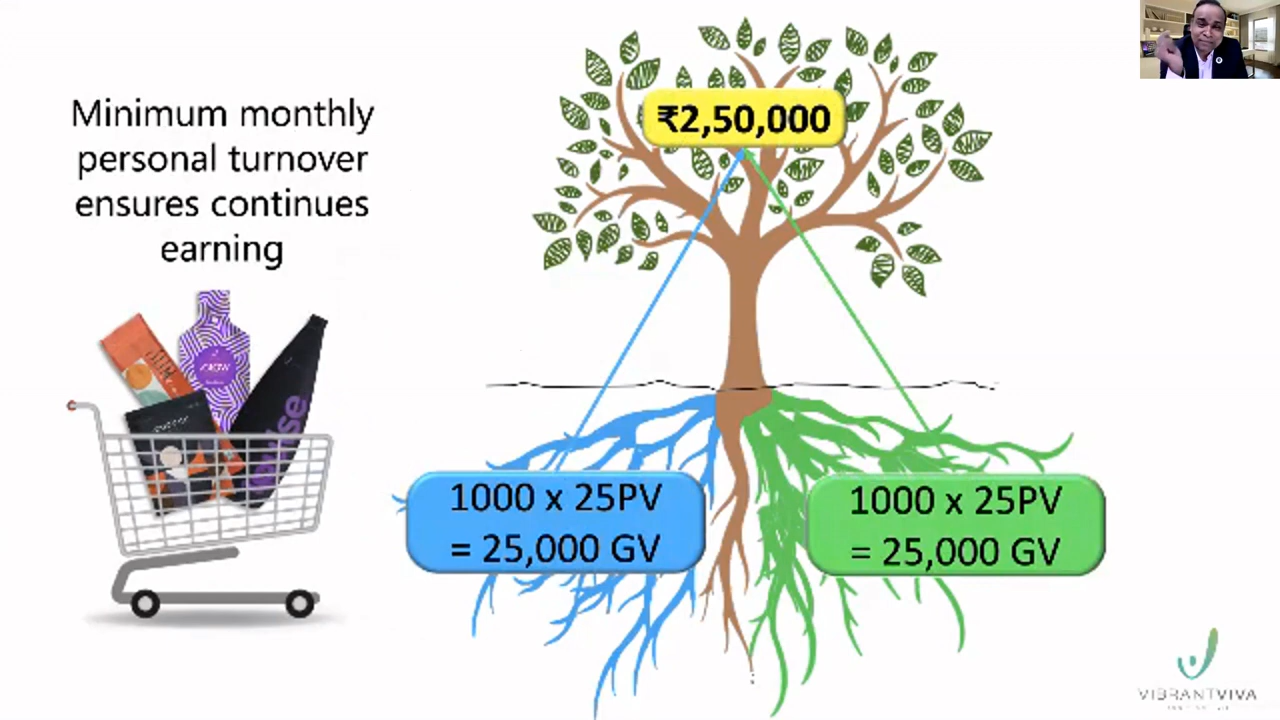 Minimum monthly
personal turnover
ensures continues
earning
₹2,50,000
1000 x 25PV
= 25,000 GV
1000 x 25PV
= 25,000 GV
VIBRANTVIVA